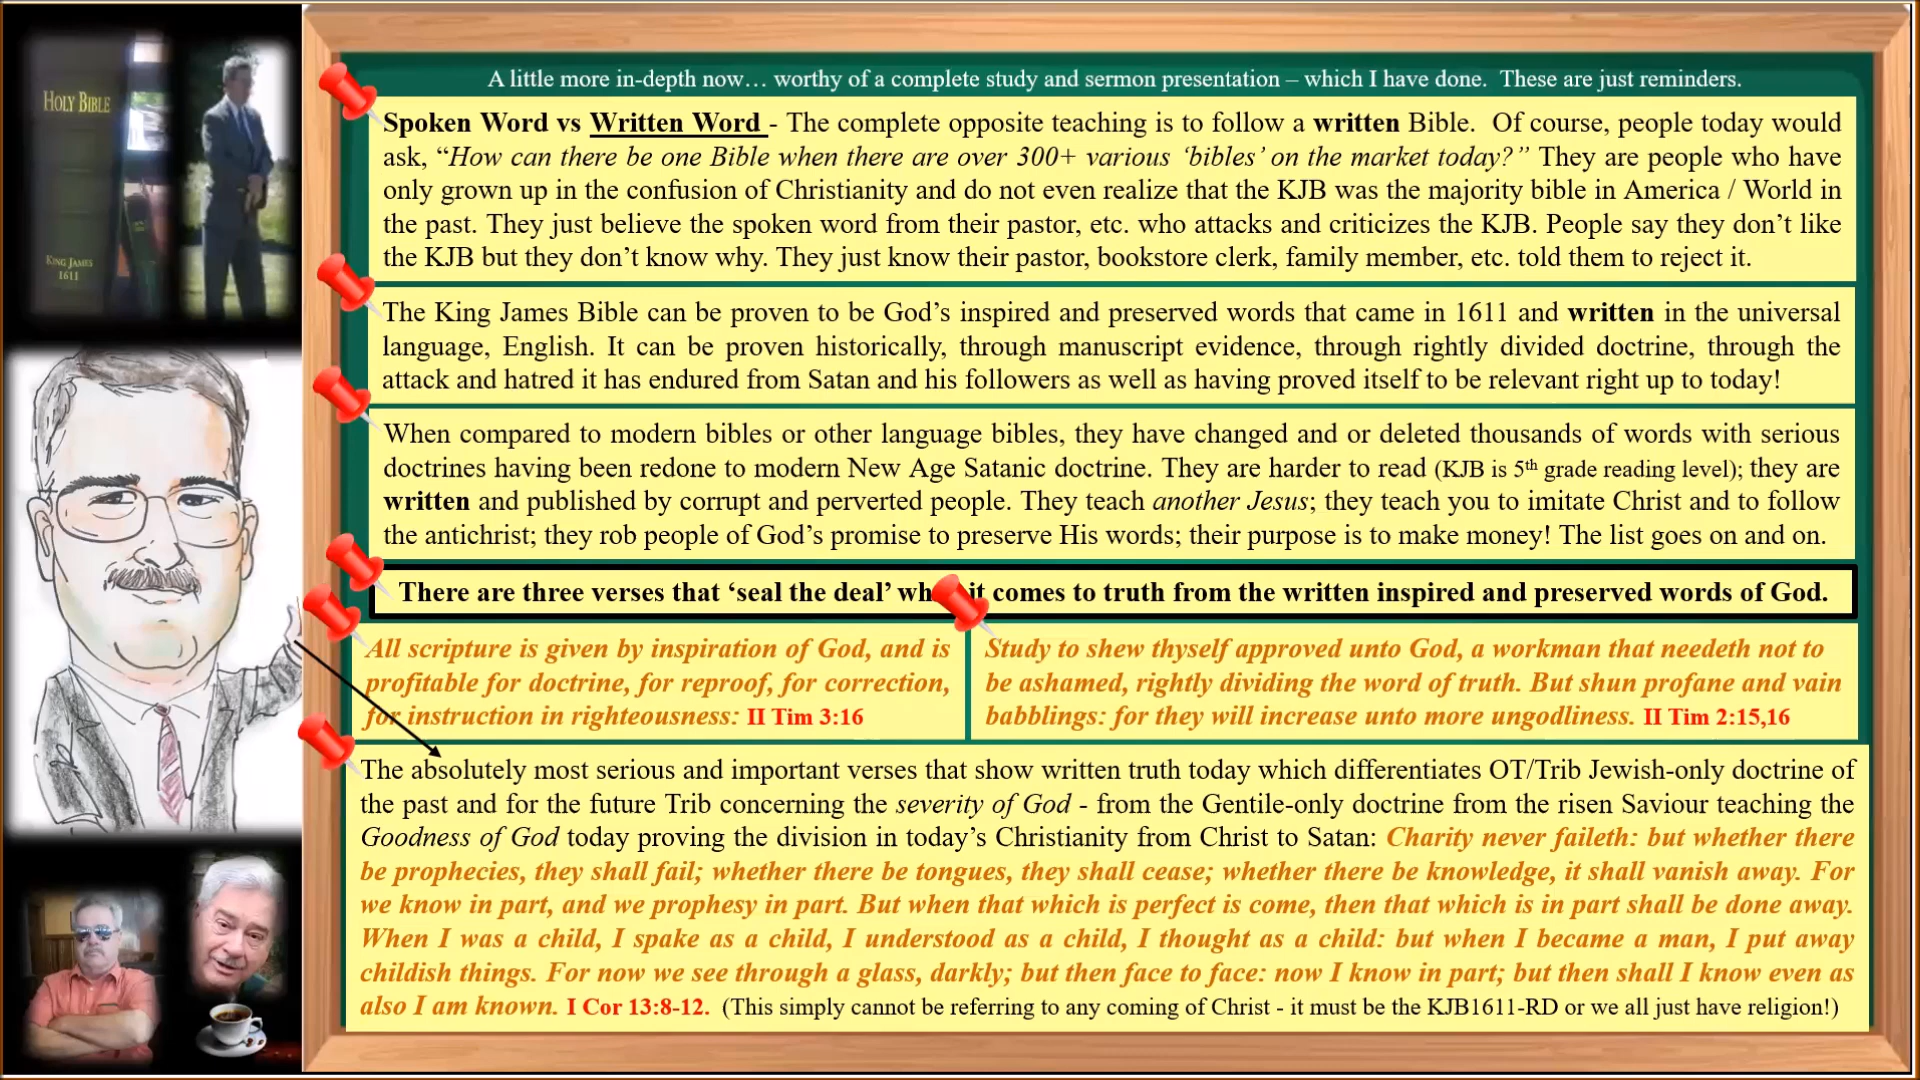 HOLY BIBLE
KING JAMES
1611
A little more in-depth now… worthy of a complete study and sermon presentation – which I have done.  These are just reminders.
Spoken Word vs Written Word - The complete opposite teaching is to follow a written Bible.  Of course, people today would
ask, “How can there be one Bible when there are over 300+ various ‘bibles’ on the market today?” They are people who have
only grown up in the confusion of Christianity and do not even realize that the KJB was the majority bible in America / World in
the past. They just believe the spoken word from their pastor, etc. who attacks and criticizes the KJB. People say they don’t like
the KJB but they don’t know why. They just know their pastor, bookstore clerk, family member, etc. told them to reject it.
The King James Bible can be proven to be God’s inspired and preserved words that came in 1611 and written in the universal
language, English. It can be proven historically, through manuscript evidence, through rightly divided doctrine, through the
attack and hatred it has endured from Satan and his followers as well as having proved itself to be relevant right up to today!
When compared to modern bibles or other language bibles, they have changed and or deleted thousands of words with serious
doctrines having been redone to modern New Age Satanic doctrine. They are harder to read (KJB is 5th grade reading level); they are
written and published by corrupt and perverted people. They teach another Jesus; they teach you to imitate Christ and to follow
the antichrist; they rob people of God’s promise to preserve His words; their purpose is to make money! The list goes on and on.
There are three verses that ‘seal the deal’ when it comes to truth from the written inspired and preserved words of God.
All scripture is given by inspiration of God, and is
profitable for doctrine, for reproof, for correction,
for instruction in righteousness: II Tim 3:16
Study to shew thyself approved unto God, a workman that needeth not to
be ashamed, rightly dividing the word of truth. But shun profane and vain
babblings: for they will increase unto more ungodliness. II Tim 2:15,16
The absolutely most serious and important verses that show written truth today which differentiates OT/Trib Jewish-only doctrine of
the past and for the future Trib concerning the severity of God - from the Gentile-only doctrine from the risen Saviour teaching the
Goodness of God today proving the division in today’s Christianity from Christ to Satan: Charity never faileth: but whether there
be prophecies, they shall fail; whether there be tongues, they shall cease; whether there be knowledge, it shall vanish away. For
we know in part, and we prophesy in part. But when that which is perfect is come, then that which is in part shall be done away.
When I was a child, I spake as a child, I understood as a child, I thought as a child: but when I became a man, I put away
childish things. For now we see through a glass, darkly; but then face to face: now I know in part; but then shall I know even as
also I am known. I Cor 13:8-12.  (This simply cannot be referring to any coming of Christ - it must be the KJB1611-RD or we all just have religion!)